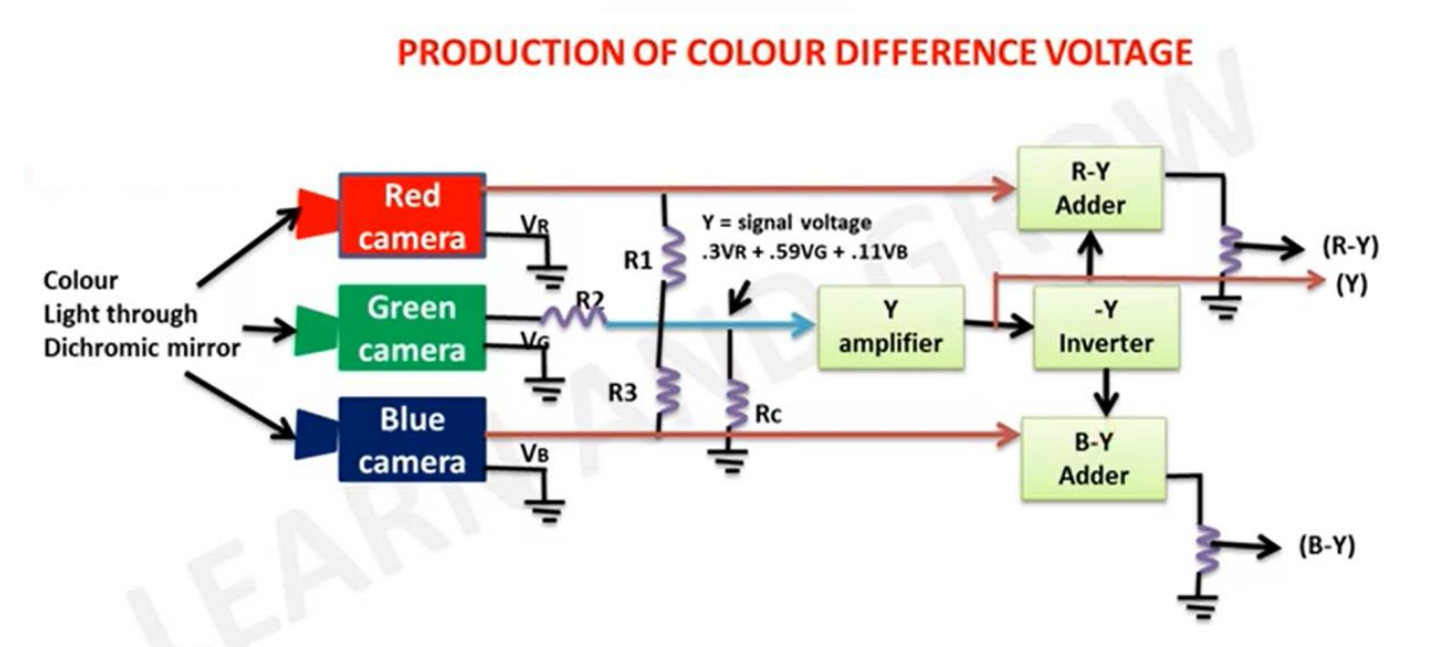 PRODUCTION OF COLOUR DIFFERENCE VOLTAGE
R-Y
Adder
Red
camera
VR
Y = signal voltage
.3VR + .59VG + .11VB
R1
(R-Y)
(Y)
Colour
Light through
Dichromic mirror
Green
camera
R2
VG
Y
amplifier
-Y
Inverter
R3
Rc
Blue
camera
VB
B-Y
Adder
(B-Y)
LEARN AND GROW